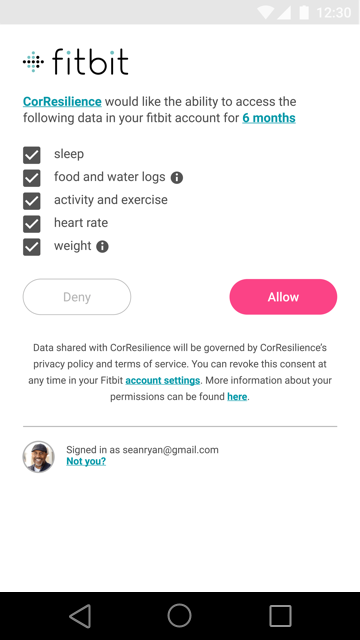 12:30
fitbit
CorResilience would like the ability to access the
following data in your fitbit account for 6 months
sleep
food and water logs
activity and exercise
heart rate
weight
Deny
Allow
Data shared with CorResilience will be governed by CorResilience's
privacy policy and terms of service. You can revoke this consent at
any time in your Fitbit account settings. More information about your
permissions can be found here.
Signed in as seanryan@gmail.com
Not you?